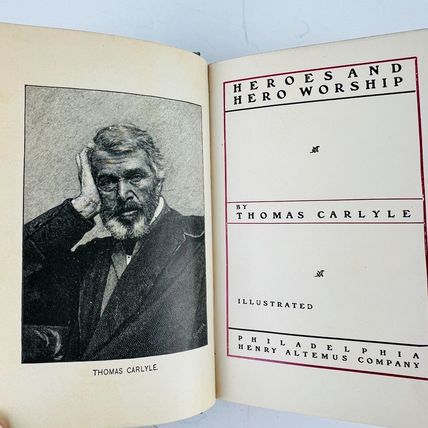 THOMAS CARLYLE.
HEROES AND
HERO WORSHIP
BY
THOMAS CARLYLE
ILLUSTRATED
PHILADELPHIA
HENRY ALTEMUS COMPANY